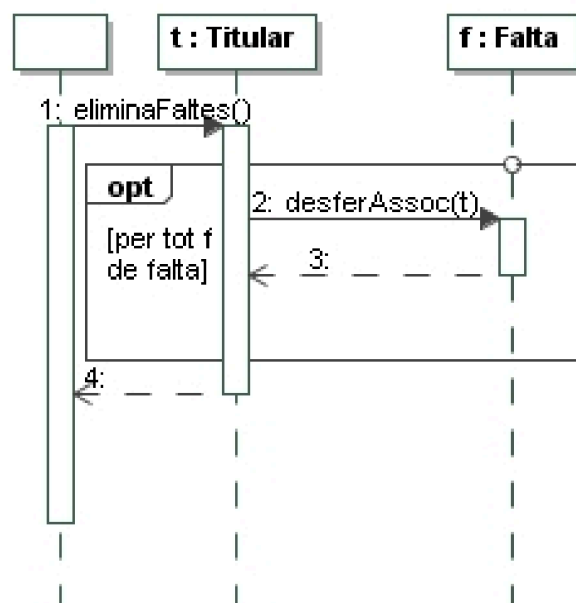 t : Titular
f : Falta
1: eliminaFaltes()
opt
2: desferAssoc(t)
[per tot f
de falta]
3:
4: